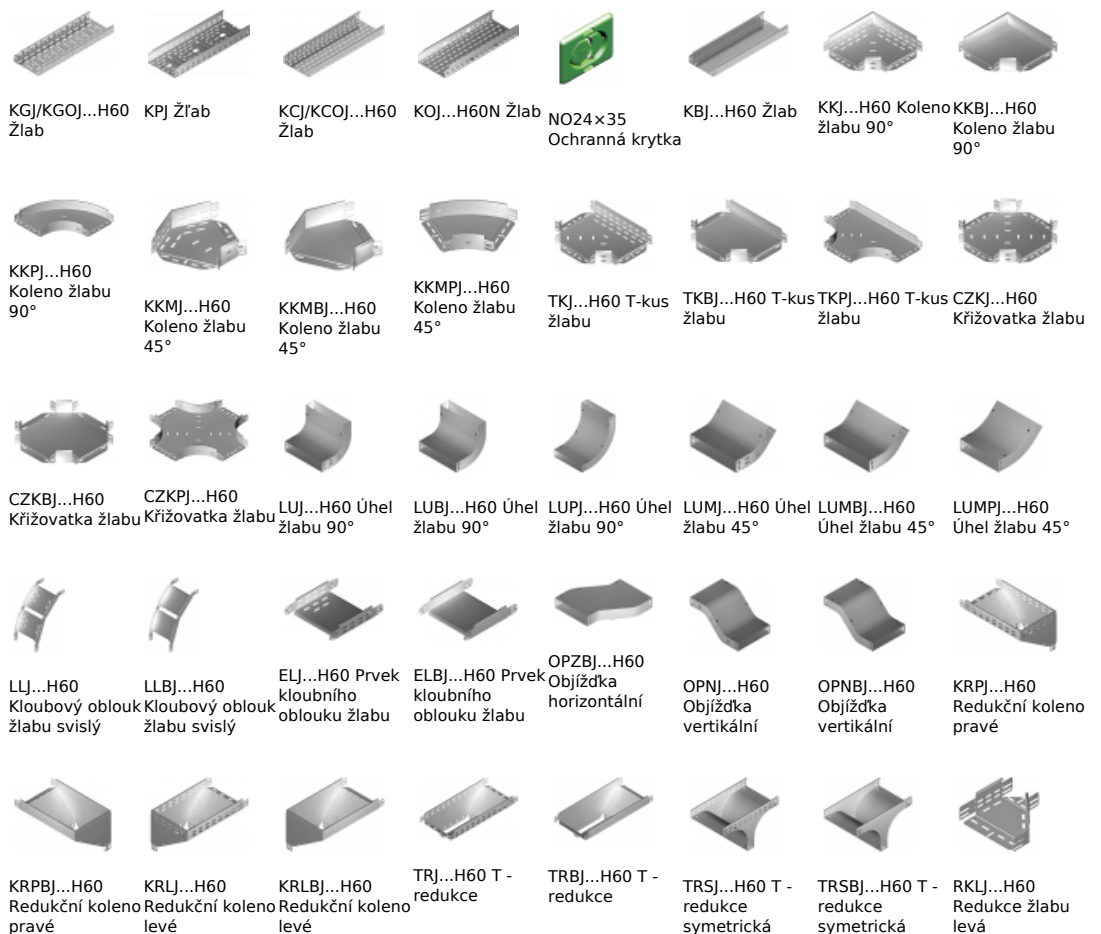 KGJ/KGOJ...H60
Žlab
KPJ Žľab
KCJ/KCOJ...H60
Žlab
KOJ...H60N Žlab
NO24×35
Ochranná krytka
KBJ...H60 Žlab
KKJ...H60 Koleno
žlabu 90°
KKBJ...H60
Koleno žlabu
90°
KKPJ...H60
Koleno žlabu
90°
KKMJ...H60
Koleno žlabu
45°
KKMBJ...H60
Koleno žlabu
45°
KKMPJ...H60
Koleno žlabu
45°
TKJ...H60 T-kus
žlabu
TKBJ...H60 T-kus
žlabu
TKPJ...H60 T-kus
žlabu
CZKJ...H60
Křižovatka žlabu
CZKBJ...H60
Křižovatka žlabu
CZKPJ...H60
Křižovatka žlabu
LUJ...H60 Úhel
žlabu 90°
LUBJ...H60 Úhel
žlabu 90°
LUPJ...H60 Úhel
žlabu 90°
LUMJ...H60 Úhel
žlabu 45°
LUMBJ...H60
Úhel žlabu 45°
LUMPJ...H60
Úhel žlabu 45°
LLJ...H60
Kloubový oblouk
žlabu svislý
LLBJ...H60
Kloubový oblouk
žlabu svislý
ELJ...H60 Prvek
kloubního
oblouku žlabu
ELBJ...H60 Prvek
kloubního
oblouku žlabu
OPZBJ...H60
Objížďka
horizontální
OPNJ...H60
Objížďka
vertikální
OPNBJ...H60
Objížďka
vertikální
KRPJ...H60
Redukční koleno
pravé
KRPBJ...H60
Redukční koleno
pravé
KRLJ...H60
Redukční koleno
levé
KRLBJ...H60
Redukční koleno
levé
TRJ...H60 T -
redukce
TRBJ...H60 T -
redukce
TRSJ...H60 T -
redukce
symetrická
TRSBJ...H60 T -
redukce
symetrická
RKLJ...H60
Redukce žlabu
levá